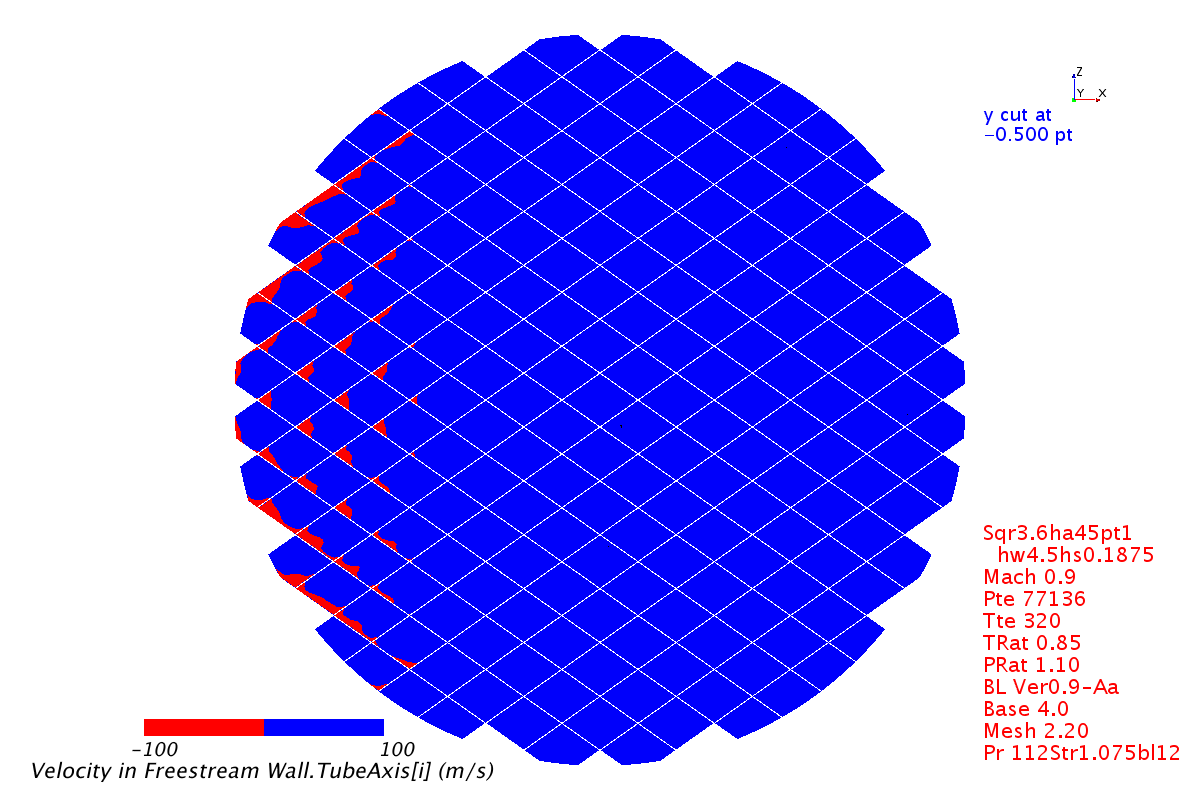 Z
Y X
y cut at
−0.500 pt
Sqr3.6ha45pt1
hw4.5hs0.1875
Mach 0.9
Pte 77136
Tte 320
TRat 0.85
PRat 1.10
BL Ver0.9−Aa
Base 4.0
Mesh 2.20
Pr 112Str1.075bl12
−100 100
Velocity in Freestream Wall.TubeAxis[i] (m/s)